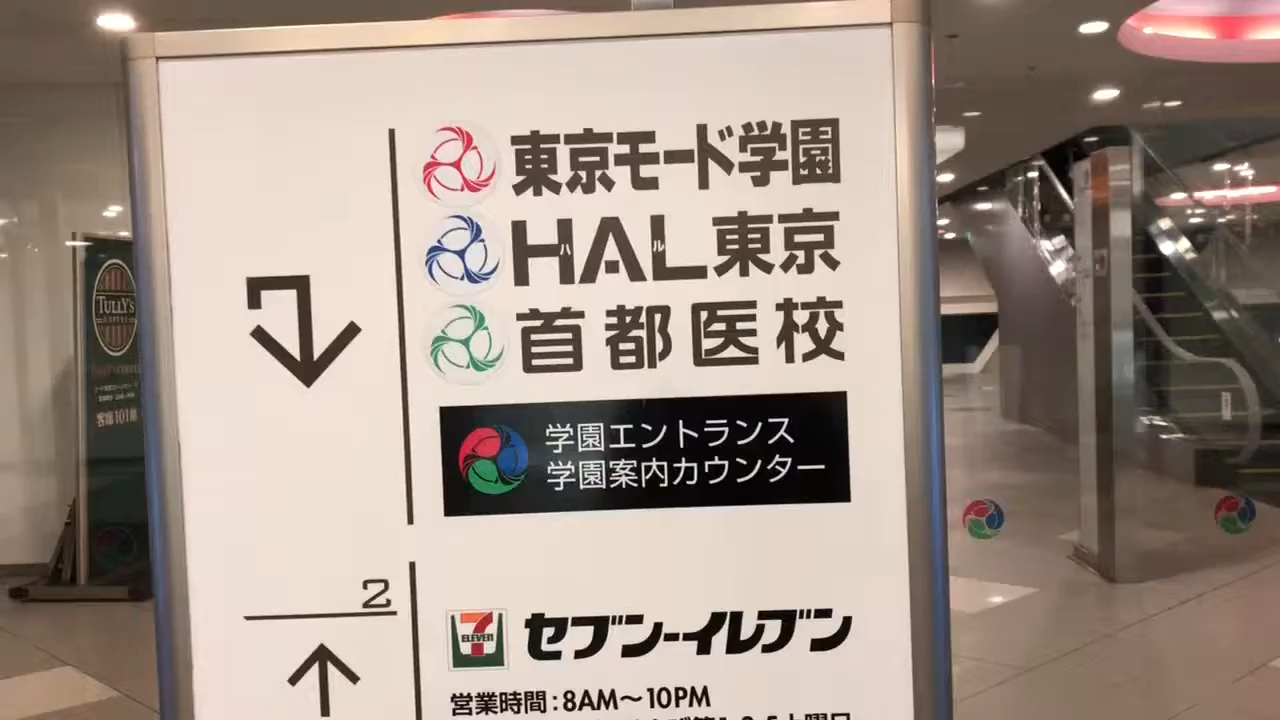 東京モード学園
HAL東京
ハル
首都医校
学園エントランス
学園案内カウンター
2
7
ELEVEN
セブン-イレブン
営業時間:8AM〜10PM
TULLY'S
COFFEE